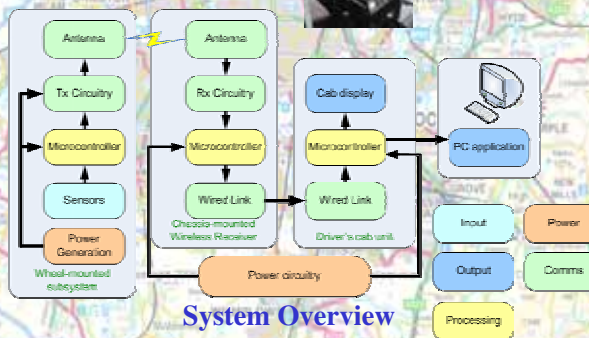 Antenna
Tx Circuitry
Microcontroller
Sensors
Power
Generation
Wheel-mounted
subsystem
Antenna
Rx Circuitry
Microcontroller
Wired Link
Chassis-mounted
Wireless Receiver
Cab display
Microcontroller
Wired Link
Driver's cab unit
PC application
Power circuitry
Input
Power
Output
Comms
Processing
System Overview